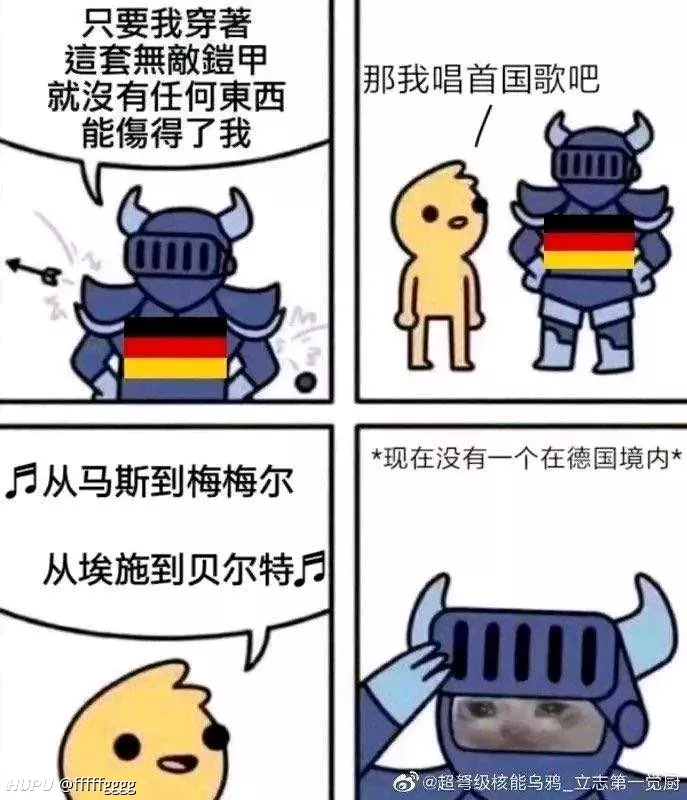 只要我穿著
這套無敵鎧甲
就沒有任何東西
能傷得了我
那我唱首国歌吧
🎵从马斯到梅梅尔
从埃施到贝尔特🎵
*现在没有一个在德国境内*
HUPU @fffffgggg
@超弩级核能乌鸦_立志第一觉厨